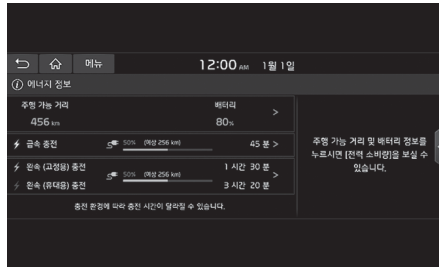 메뉴
12:00 AM 1월 1일
에너지 정보
주행 가능 거리 배터리
456 km 80% >
급속 충전 50% (예상 256 km) 45 분 >
완속 (고정용) 충전 50% (예상 256 km) 1 시간 30 분 >
완속 (휴대용) 충전 3 시간 20 분
충전 환경에 따라 충전 시간이 달라질 수 있습니다.
주행 가능 거리 및 배터리 정보를
누르시면 [전력 소비량]을 보실 수
있습니다.